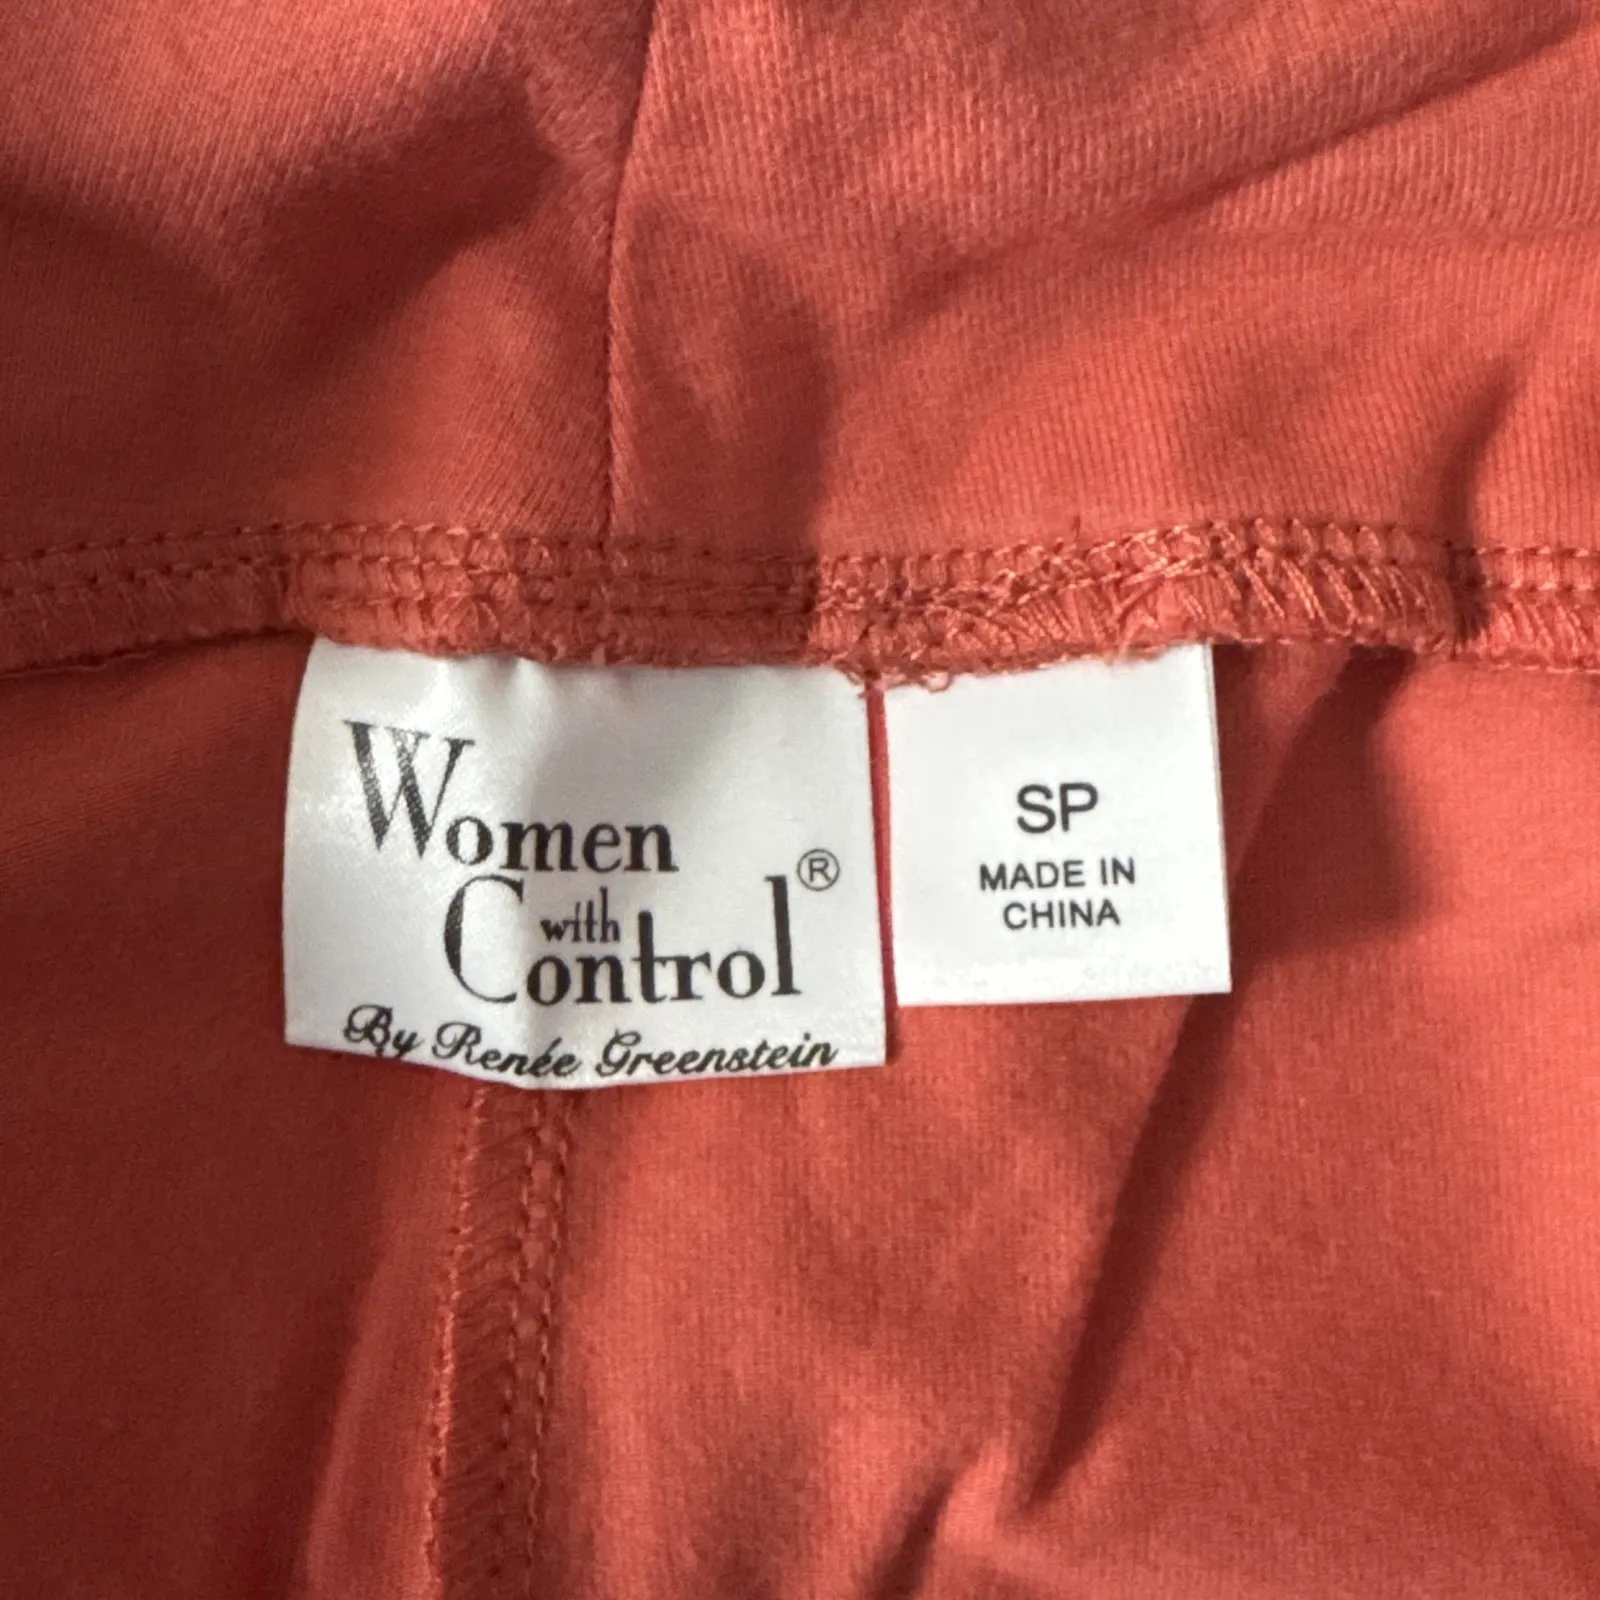 Women
with
Control®
By Renée Greenstein
SP
MADE IN
CHINA